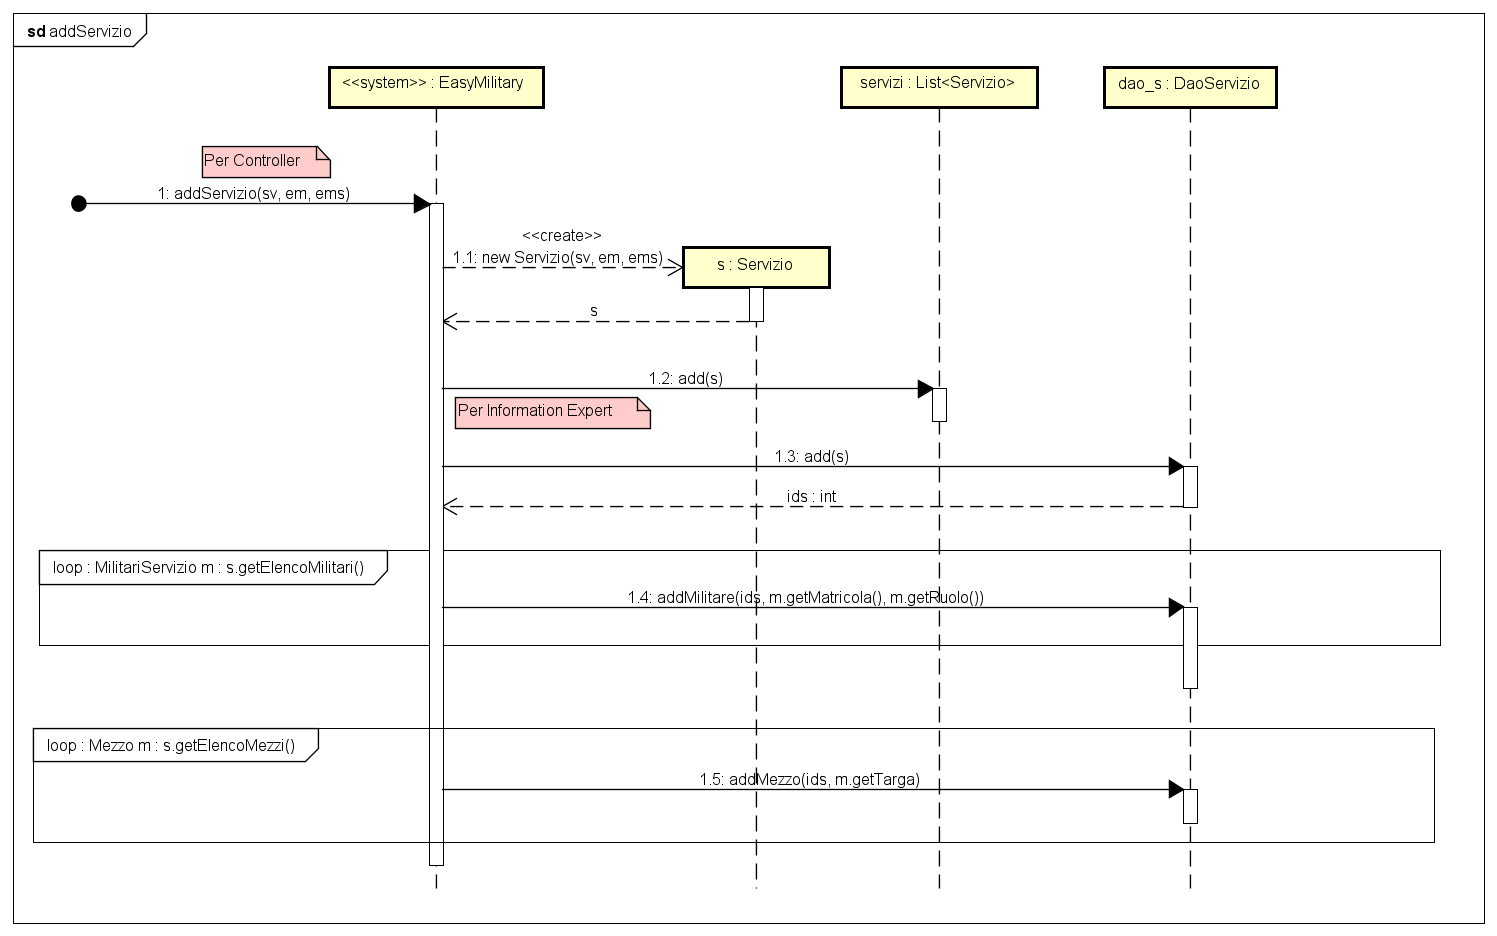 sd addServizio
<<system>> : EasyMilitary
servizi : List<Servizio>
dao_s : DaoServizio
Per Controller
1: addServizio(sv, em, ems)
<<create>>
1.1: new Servizio(sv, em, ems)
s : Servizio
s
1.2: add(s)
Per Information Expert
1.3: add(s)
ids : int
loop : MilitariServizio m : s.getElencoMilitari()
1.4: addMilitare(ids, m.getMatricola(), m.getRuolo())
loop : Mezzo m : s.getElencoMezzi()
1.5: addMezzo(ids, m.getTarga)